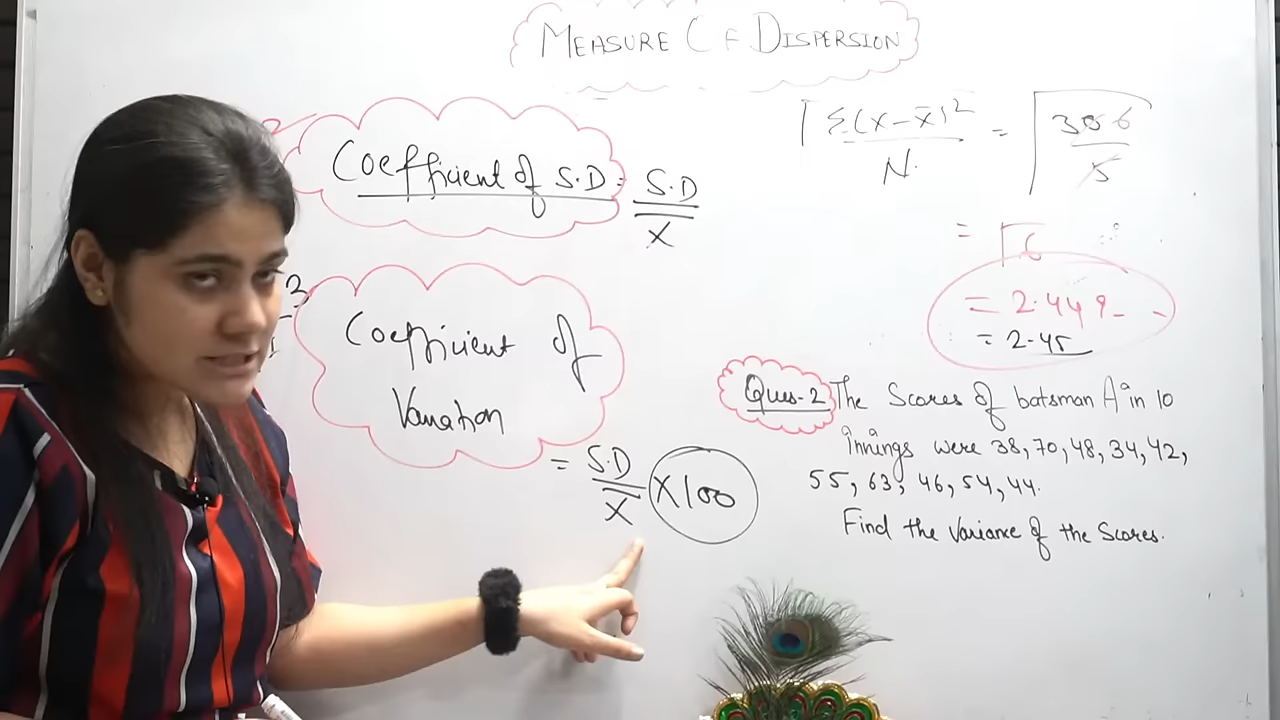 MEASURE OF DISPERSION
Coefficient of S.D = S.D / X̄
2
Coefficient of
Variation
= S.D / X̄ × 100
√ Σ(x-x̄)² / N. = √
5
= √6
= 2.449--
= 2.45
Ques-2 The Scores of batsman A in 10
innings were 38, 70, 48, 34, 42,
55, 63, 46, 54, 44.
Find the Variance of the Scores.